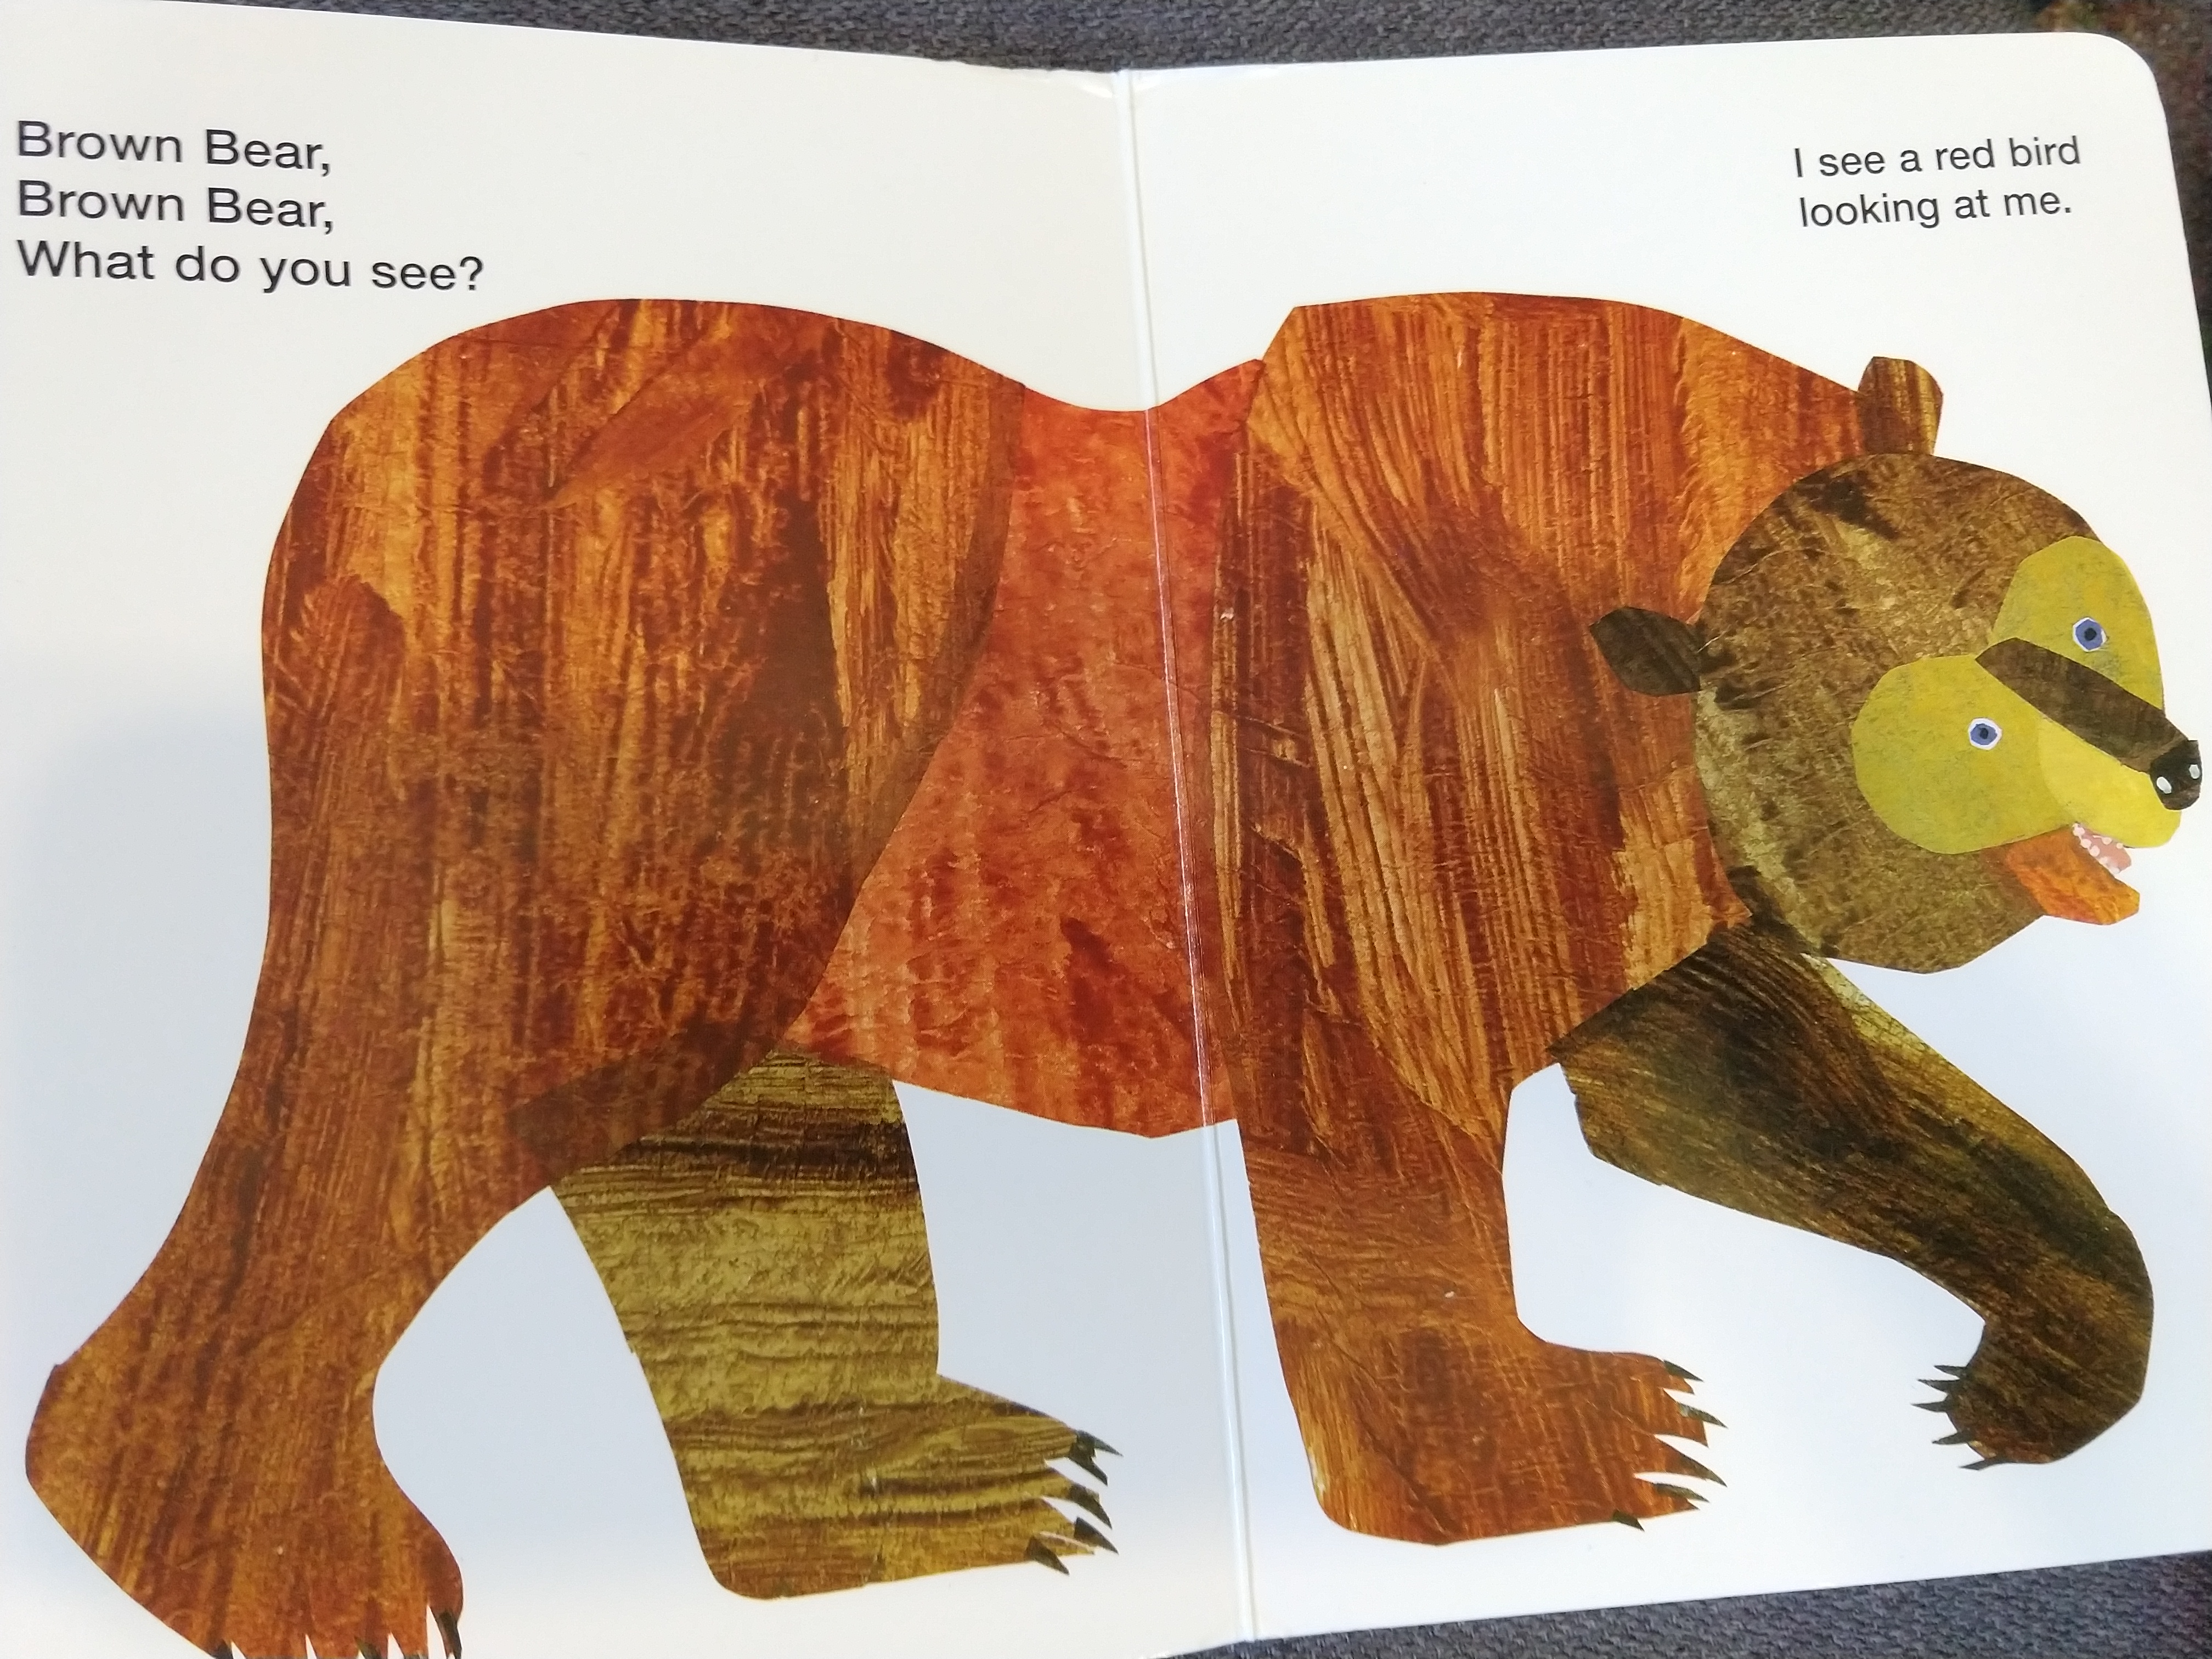 Brown Bear,
Brown Bear,
What do you see?
I see a red bird
looking at me.